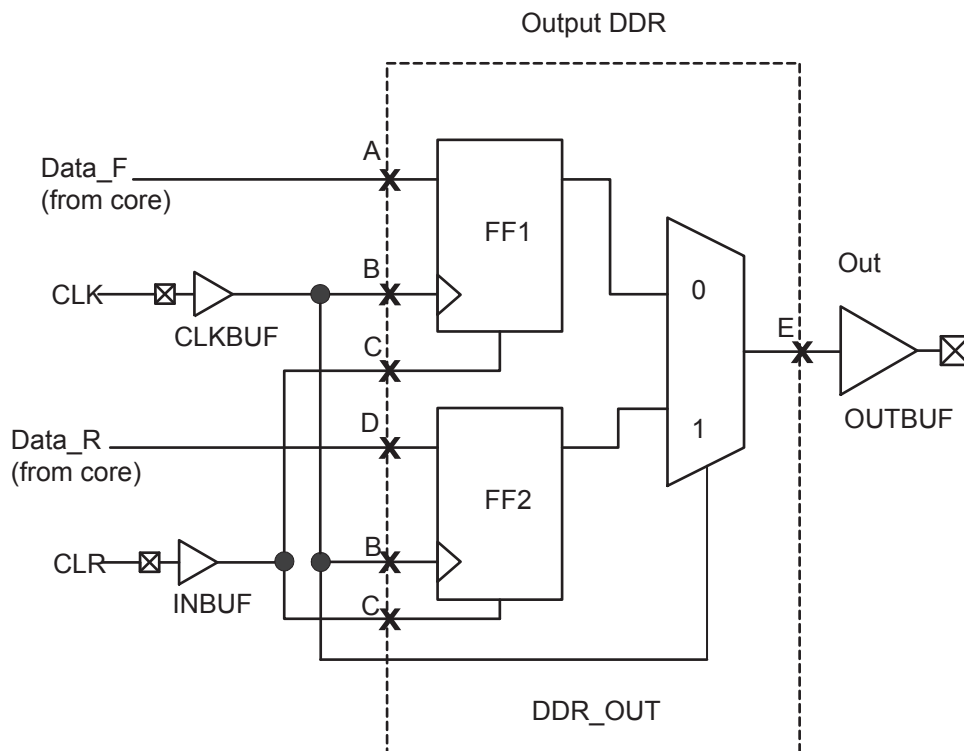 Output DDR
A
Data_F
(from core)
FF1
B
CLK
CLKBUF
0
Out
E
C
OUTBUF
D
Data_R
(from core)
1
FF2
B
CLR
INBUF
C
DDR_OUT